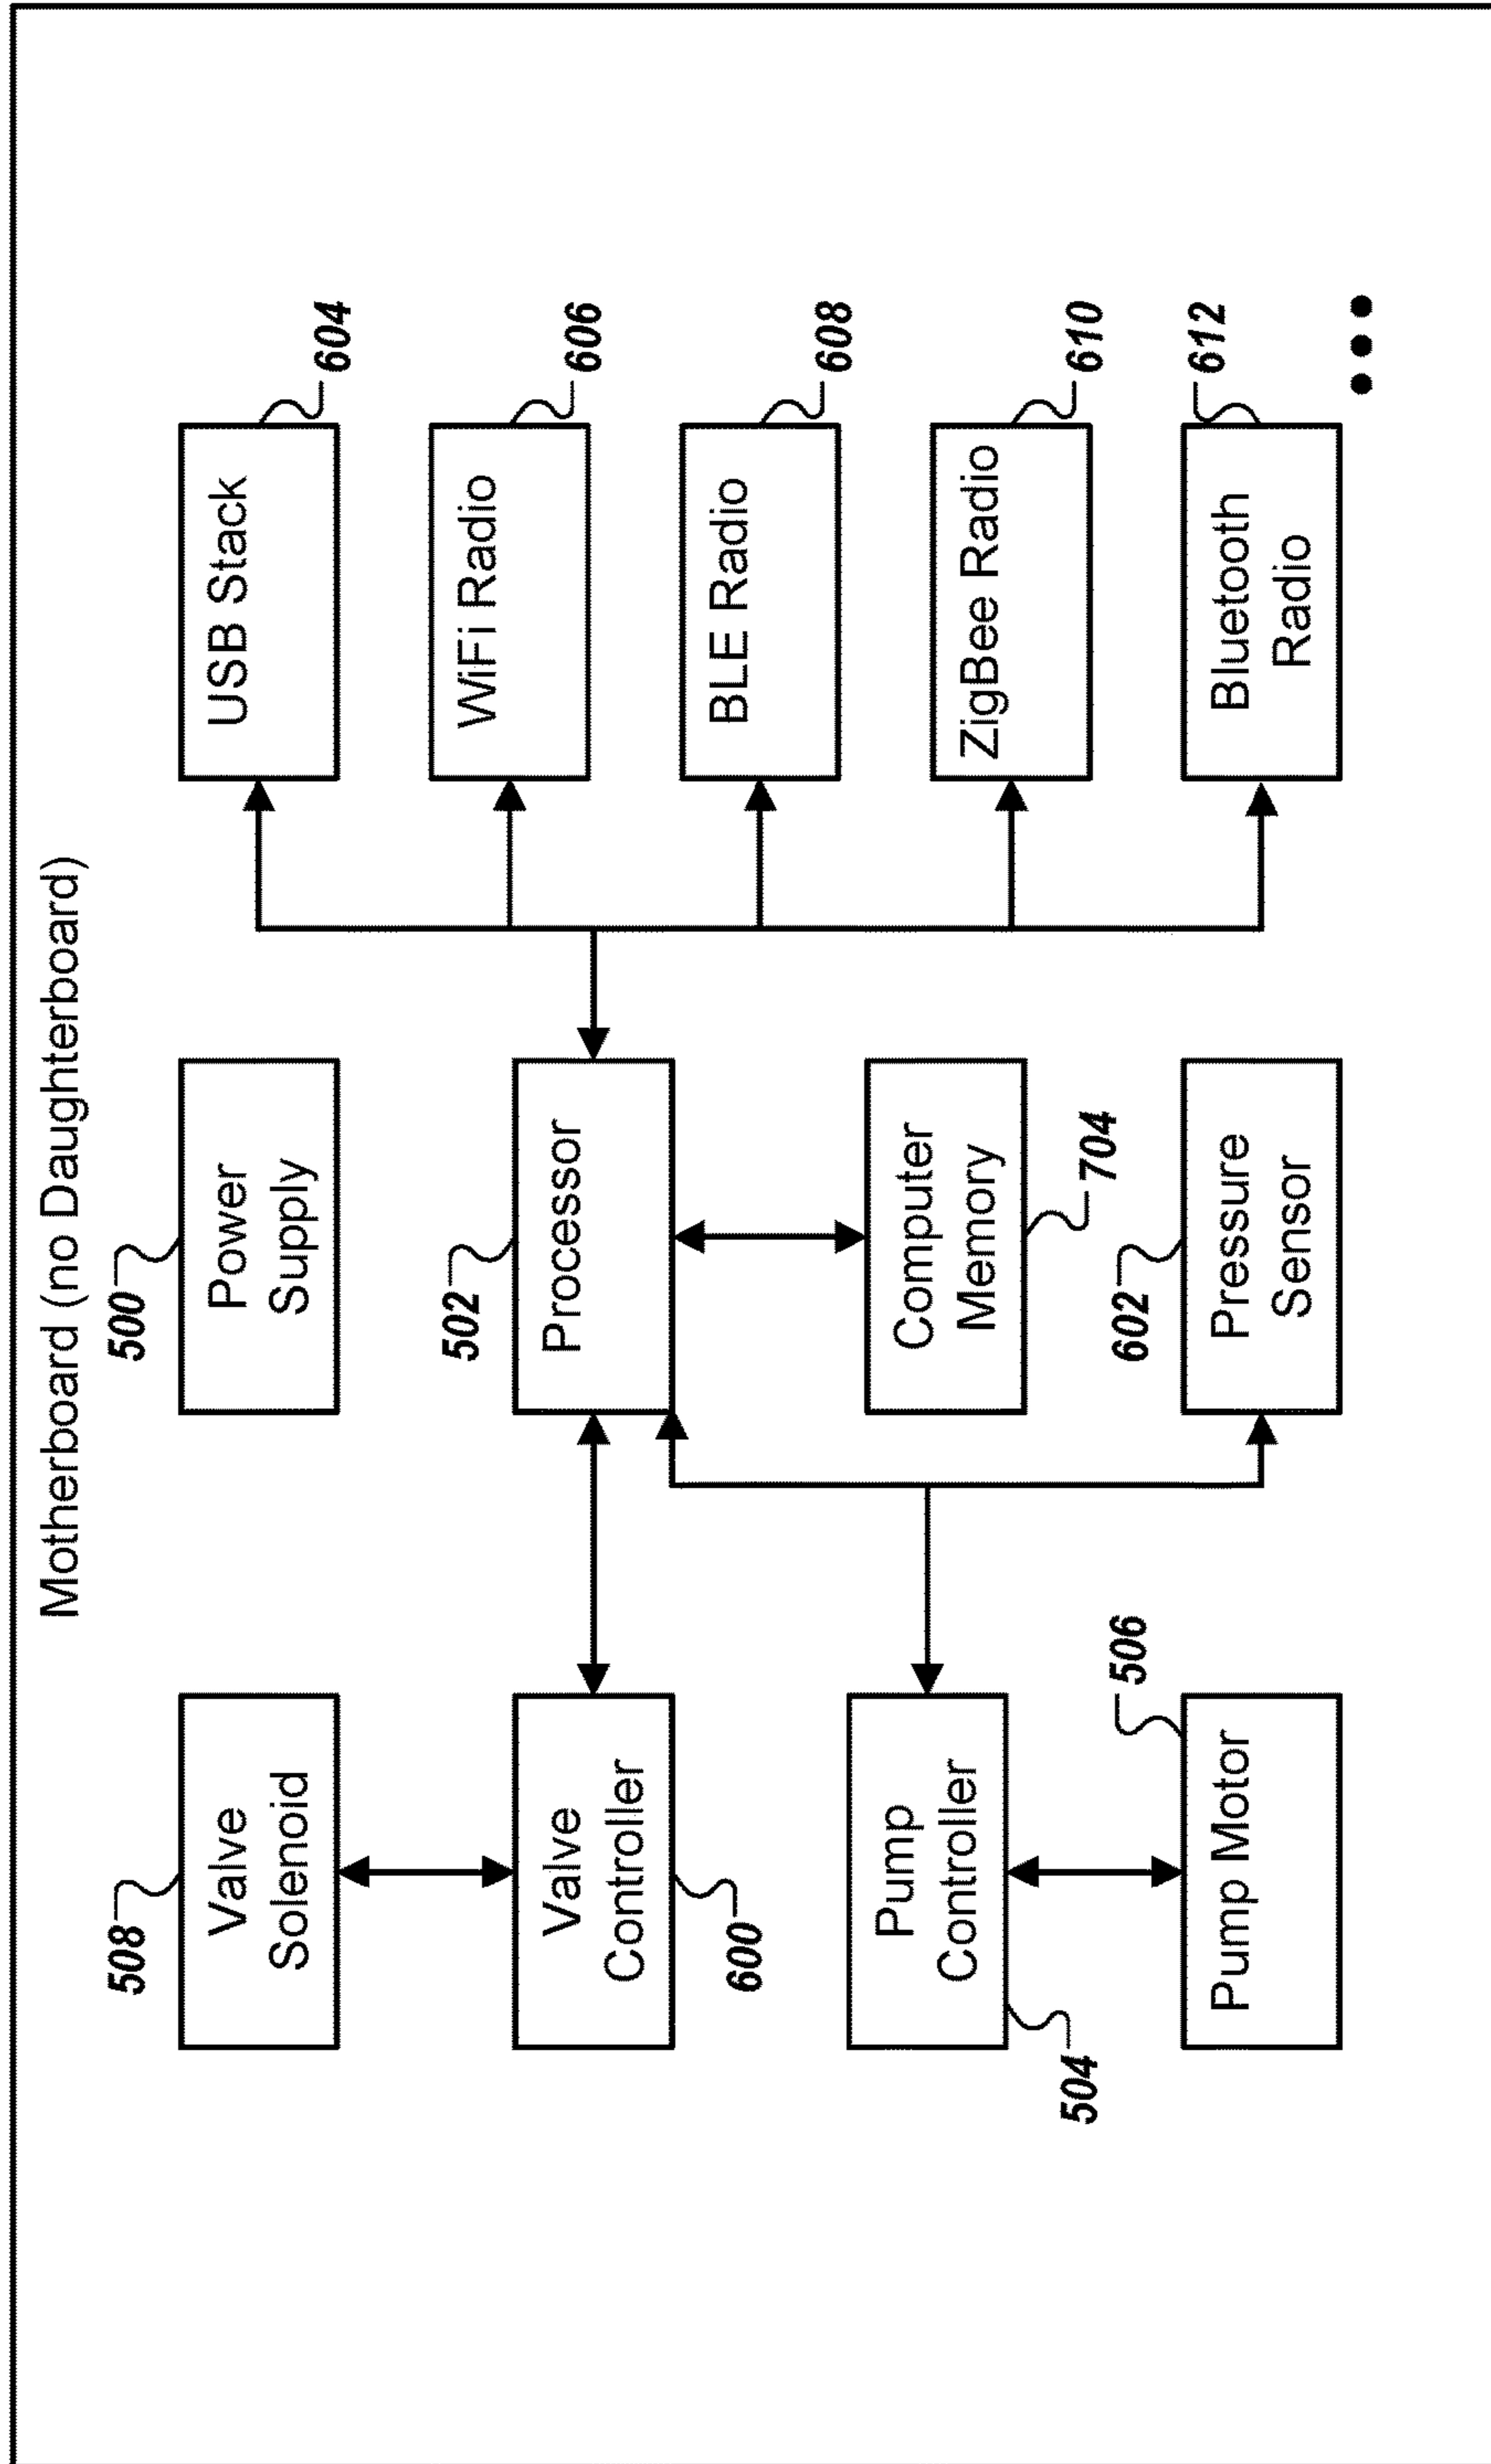 Motherboard (no Daughterboard)
508
Valve
Solenoid
500
Power
Supply
USB Stack
604
Valve
Controller
600
502
Processor
WiFi Radio
606
BLE Radio
608
Pump
Controller
504
Computer
Memory
704
ZigBee Radio
610
506
Pump Motor
602
Pressure
Sensor
612
Bluetooth
Radio